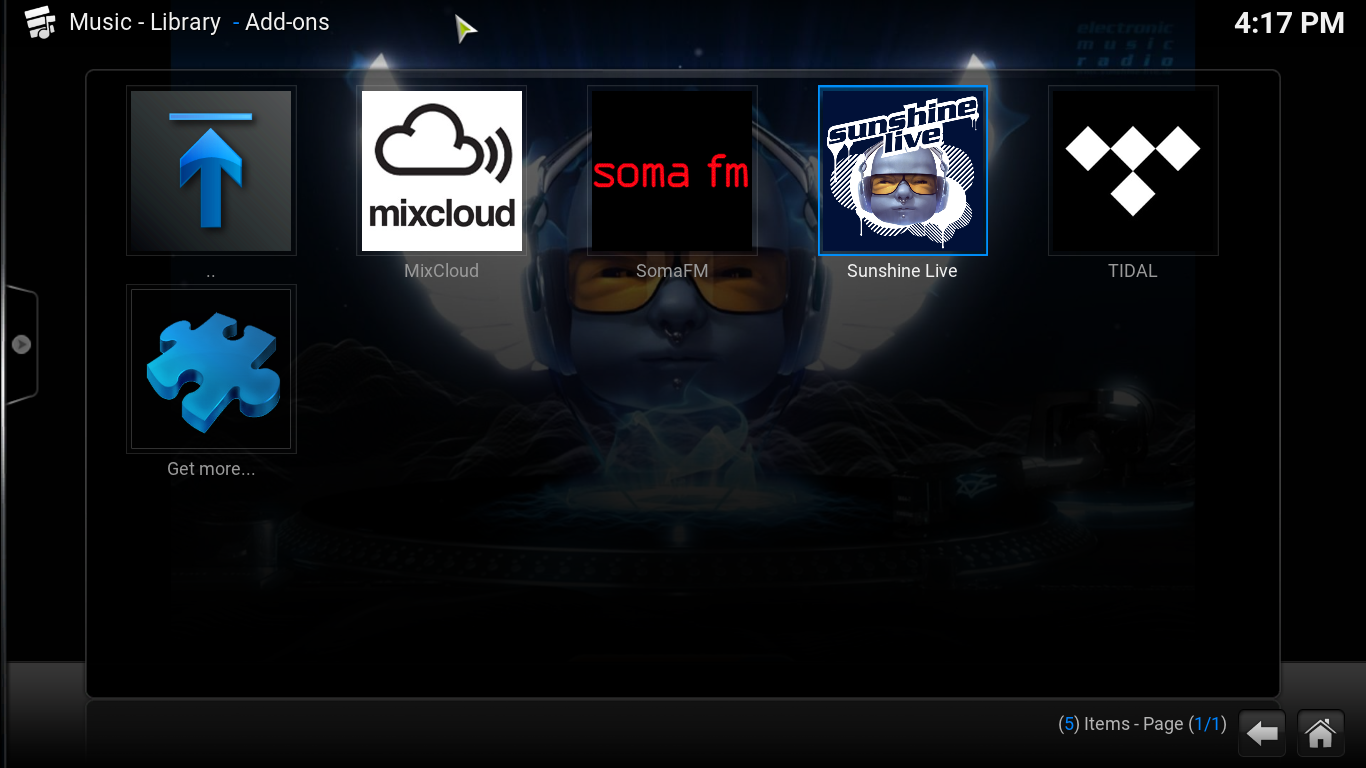 Music - Library - Add-ons
4:17 PM
electronic
music
radio
mixcloud
soma fm
sunshine
live
..
MixCloud
SomaFM
Sunshine Live
TIDAL
Get more...
(5) Items - Page (1/1)